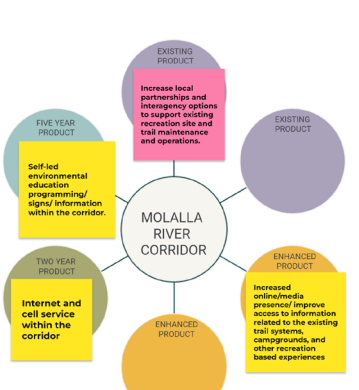 EXISTING
PRODUCT
Increase local
partnerships and
interagency options
to support existing
recreation site and
trail maintenance
and operations.
FIVE YEAR
PRODUCT
EXISTING
PRODUCT
Self-led
environmental
education
programming/
signs/ information
within the corridor.
MOLALLA
RIVER
CORRIDOR
TWO YEAR
PRODUCT
ENHANCED
PRODUCT
Internet and
cell service
within the
corridor
Increased
online/media
presence/ improve
access to information
related to the existing
trail systems,
campgrounds, and
other recreation
based experiences
ENHANCED
PRODUCT